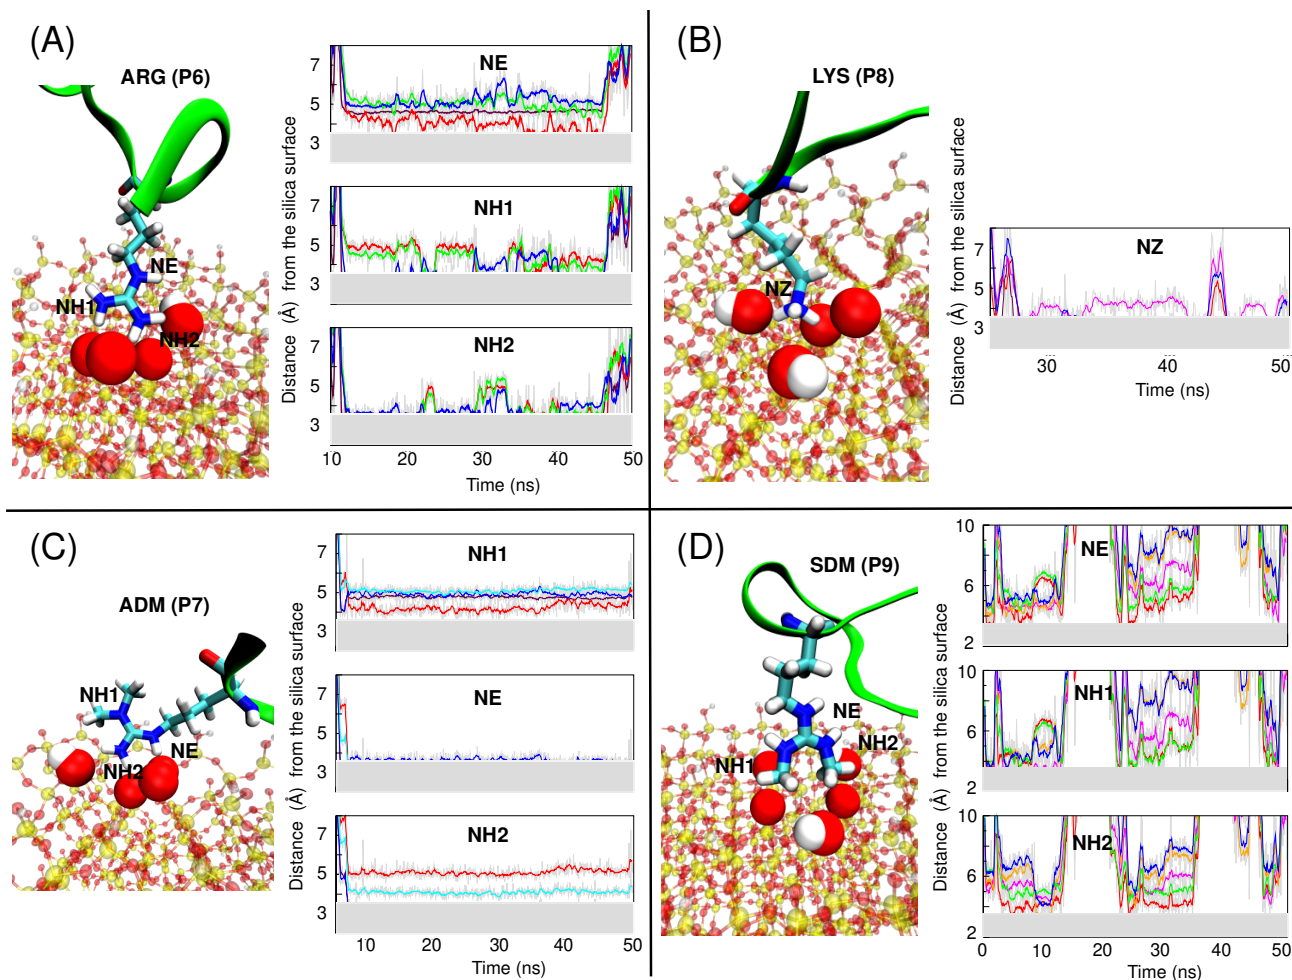 (A)
ARG (P6)
NE
NH1
NH2
Distance (Å) from the silica surface
7
5
3
NE
7
5
3
NH1
7
5
3
NH2
10
20
30
40
50
Time (ns)
(B)
LYS (P8)
NZ
Distance (Å) from the silica surface
7
5
3
NZ
30
40
50
Time (ns)
(C)
ADM (P7)
NH1
NE
NH2
Distance (Å) from the silica surface
7
5
3
NH1
7
5
3
NE
7
5
3
NH2
10
20
30
40
50
Time (ns)
(D)
SDM (P9)
NE
NH2
NH1
Distance (Å) from the silica surface
10
6
2
NE
10
6
2
NH1
10
6
2
NH2
0
10
20
30
40
50
Time (ns)